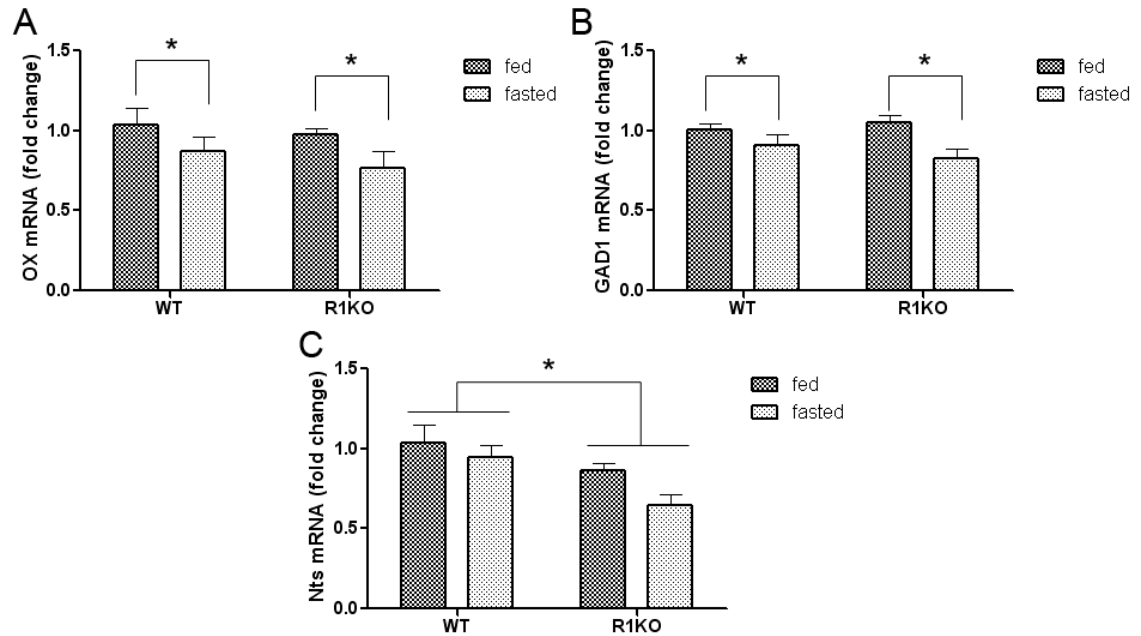 A
OX mRNA (fold change)
1.5
1.0
0.5
0.0
*
*
WT
R1KO
fed
fasted
B
GAD1 mRNA (fold change)
1.5
1.0
0.5
0.0
*
*
WT
R1KO
fed
fasted
C
Nts mRNA (fold change)
1.5
1.0
0.5
0.0
*
WT
R1KO
fed
fasted